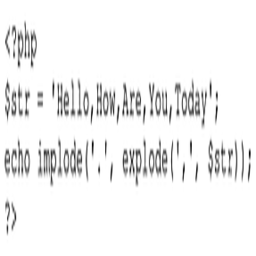 <?php
$str = 'Hello,How,Are,You,Today';
echo implode('.', explode(',', $str));
?>